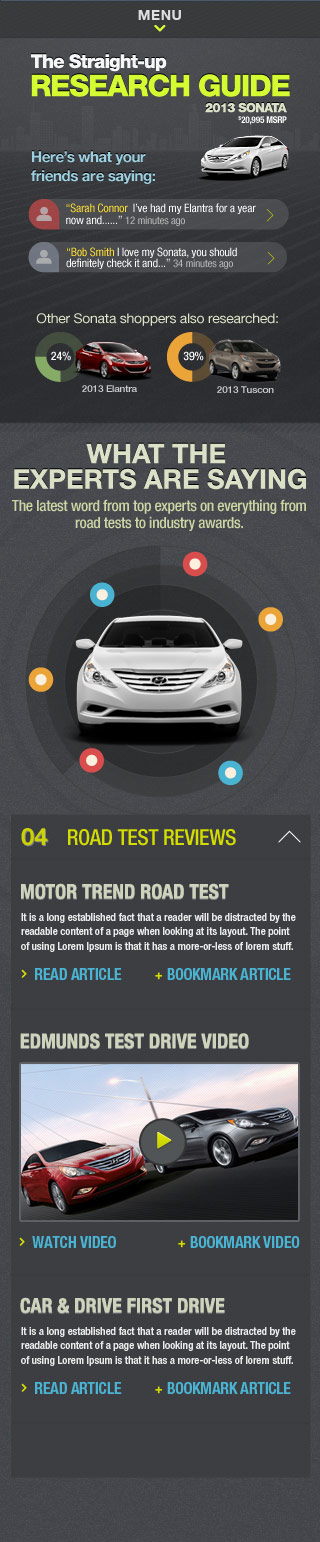 MENU
The Straight-up
RESEARCH GUIDE
2013 SONATA
$20,995 MSRP
Here's what your
friends are saying:
"Sarah Connor I've had my Elantra for a year
now and......" 12 minutes ago
"Bob Smith I love my Sonata, you should
definitely check it and..." 34 minutes ago
Other Sonata shoppers also researched:
24%
39%
2013 Elantra
2013 Tuscon
WHAT THE
EXPERTS ARE SAYING
The latest word from top experts on everything from
road tests to industry awards.
04 ROAD TEST REVIEWS
MOTOR TREND ROAD TEST
It is a long established fact that a reader will be distracted by the
readable content of a page when looking at its layout. The point
of using Lorem Ipsum is that it has a more-or-less of lorem stuff.
> READ ARTICLE + BOOKMARK ARTICLE
EDMUNDS TEST DRIVE VIDEO
> WATCH VIDEO + BOOKMARK VIDEO
CAR & DRIVE FIRST DRIVE
It is a long established fact that a reader will be distracted by the
readable content of a page when looking at its layout. The point
of using Lorem Ipsum is that it has a more-or-less of lorem stuff.
> READ ARTICLE + BOOKMARK ARTICLE